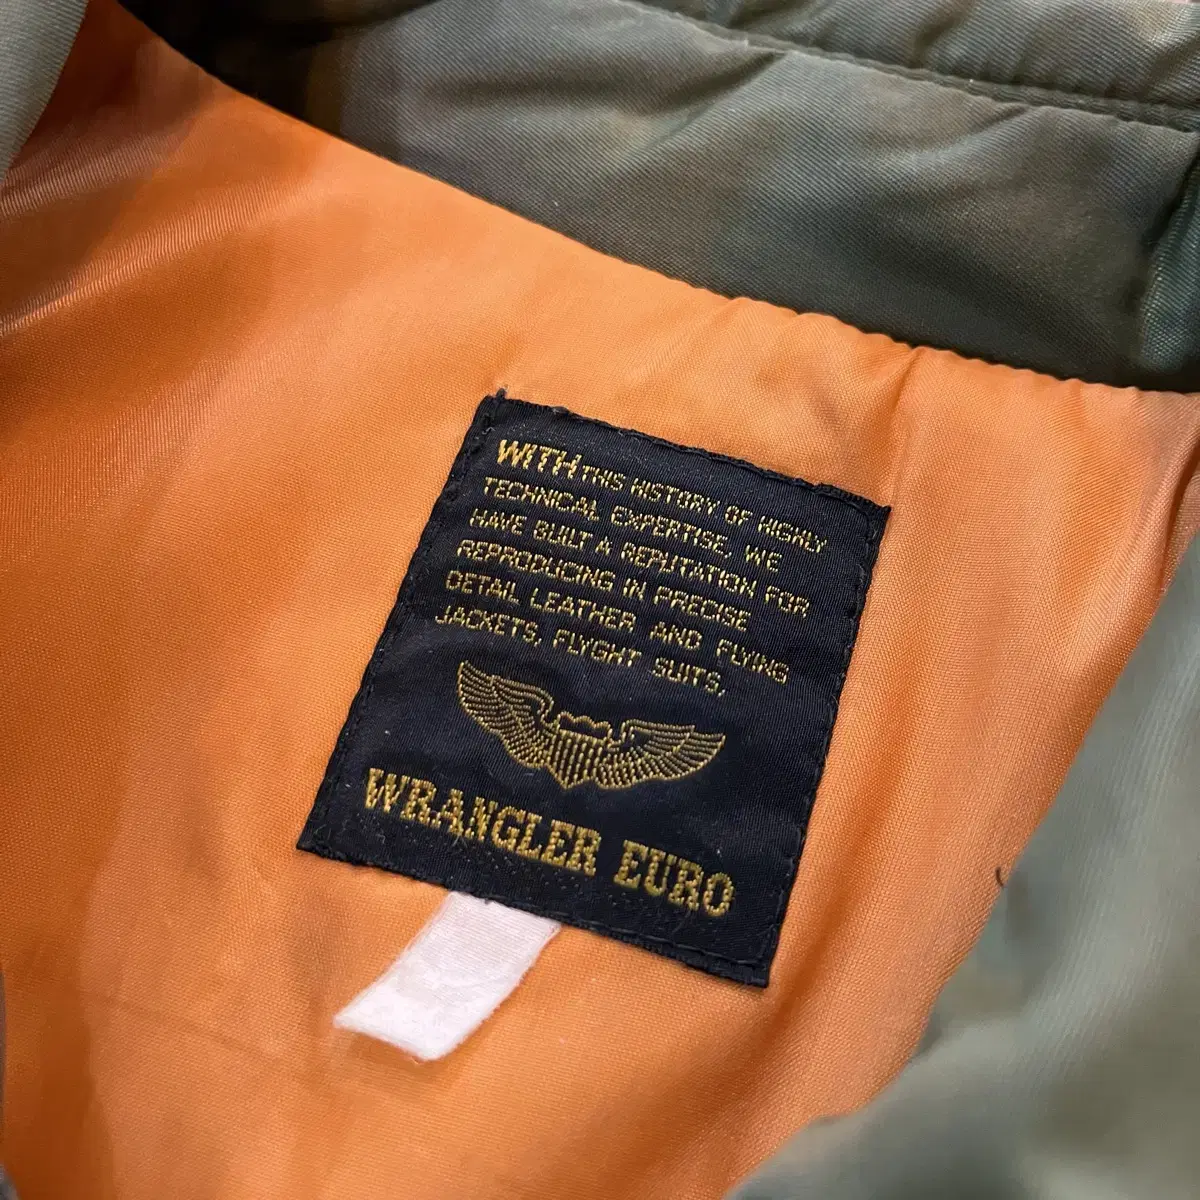 WITH THIS HISTORY OF HIGHLY
TECHNICAL EXPERTISE, WE
HAVE BUILT A REPUTATION FOR
REPRODUCING IN PRECISE
DETAIL LEATHER AND FLYING
JACKETS, FLYGHT SUITS,
WRANGLER EURO